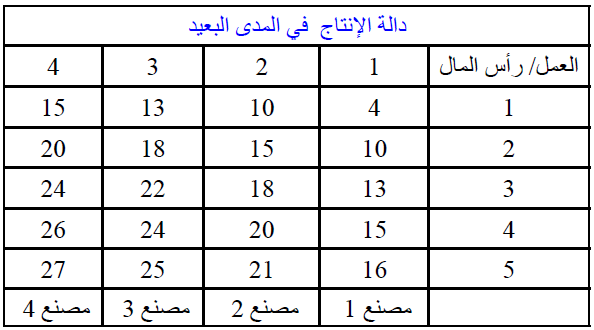 دالة الإنتاج في المدى البعيد
العمل/ رأس المال 1 2 3 4
1 4 10 13 15
2 10 15 18 20
3 13 18 22 24
4 15 20 24 26
5 16 21 25 27
مصنع 1 مصنع 2 مصنع 3 مصنع 4